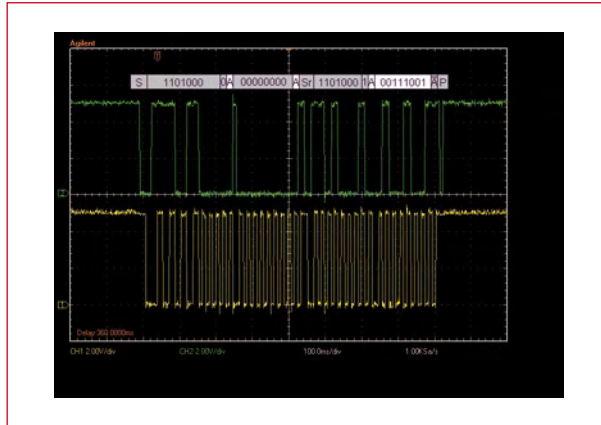 Agilent
S 1101000 0 A 00000000 A Sr 1101000 1 A 00111001 A P
Delay 360.0000ms
CH1 2.00V/div CH2 2.00V/div 100.0ms/div 1.00KSa/s